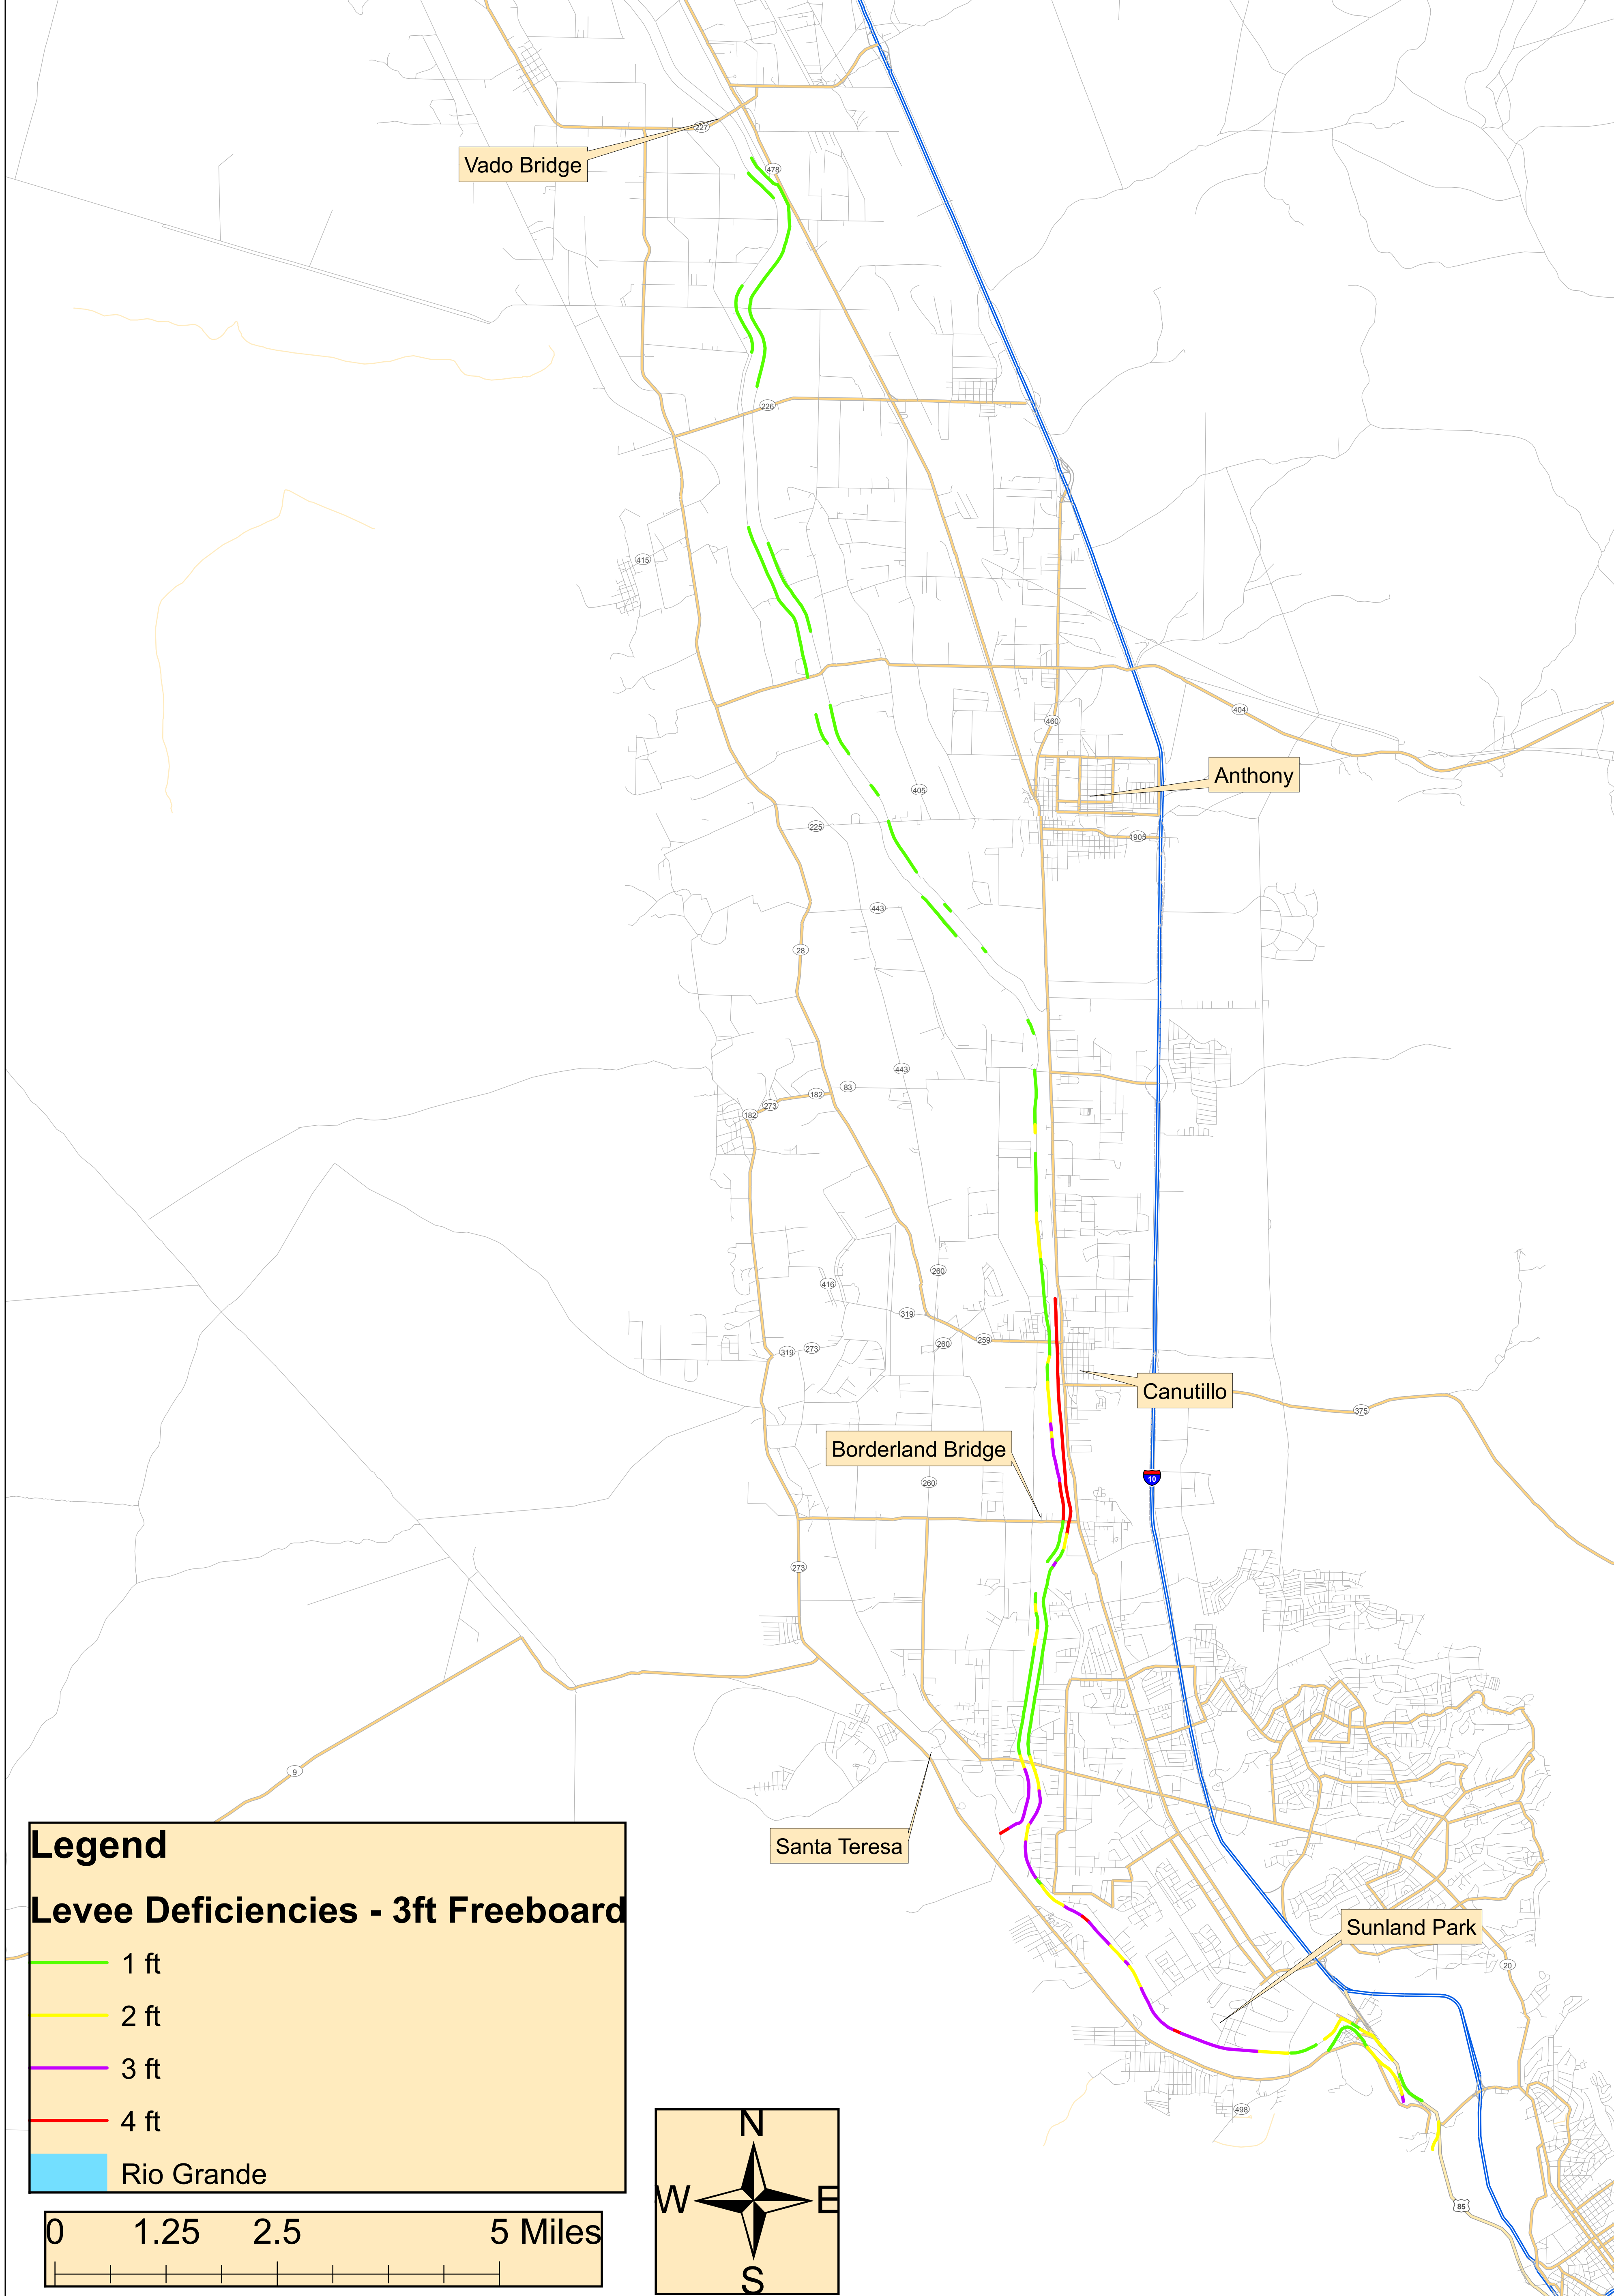 227
Vado Bridge
478
226
415
404
460
Anthony
405
225
1905
443
28
443
83
182
273
182
260
416
319
259
260
319
273
Canutillo
375
Borderland Bridge
10
260
273
9
Santa Teresa
Sunland Park
20
498
85
Legend
Levee Deficiencies - 3ft Freeboard
1 ft
2 ft
3 ft
4 ft
Rio Grande
0 1.25 2.5 5 Miles
N
W E
S